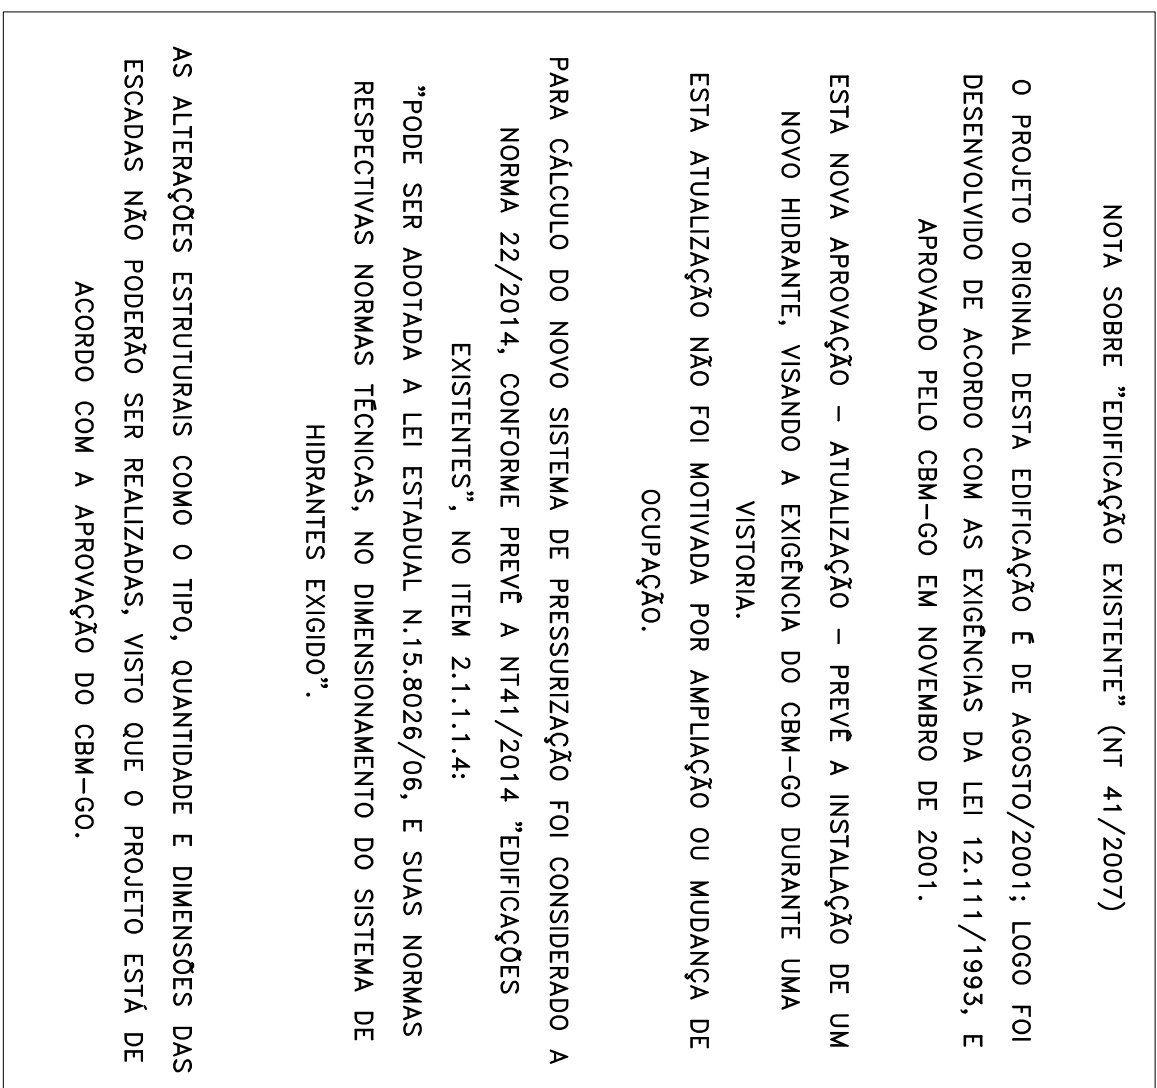 NOTA SOBRE "EDIFICAÇÃO EXISTENTE" (NT 41/2007)
O PROJETO ORIGINAL DESTA EDIFICAÇÃO É DE AGOSTO/2001; LOGO FOI
DESENVOLVIDO DE ACORDO COM AS EXIGÊNCIAS DA LEI 12.111/1993, E
APROVADO PELO CBM-GO EM NOVEMBRO DE 2001.
ESTA NOVA APROVAÇÃO - ATUALIZAÇÃO - PREVÊ A INSTALAÇÃO DE UM
NOVO HIDRANTE, VISANDO A EXIGÊNCIA DO CBM-GO DURANTE UMA
VISTORIA.
ESTA ATUALIZAÇÃO NÃO FOI MOTIVADA POR AMPLIAÇÃO OU MUDANÇA DE
OCUPAÇÃO.
PARA CÁLCULO DO NOVO SISTEMA DE PRESSURIZAÇÃO FOI CONSIDERADO A
NORMA 22/2014, CONFORME PREVÊ A NT41/2014 "EDIFICAÇÕES
EXISTENTES", NO ITEM 2.1.1.1.4:
"PODE SER ADOTADA A LEI ESTADUAL N.15.8026/06, E SUAS NORMAS
RESPECTIVAS NORMAS TÉCNICAS, NO DIMENSIONAMENTO DO SISTEMA DE
HIDRANTES EXIGIDO".
AS ALTERAÇÕES ESTRUTURAIS COMO O TIPO, QUANTIDADE E DIMENSÕES DAS
ESCADAS NÃO PODERÃO SER REALIZADAS, VISTO QUE O PROJETO ESTÁ DE
ACORDO COM A APROVAÇÃO DO CBM-GO.